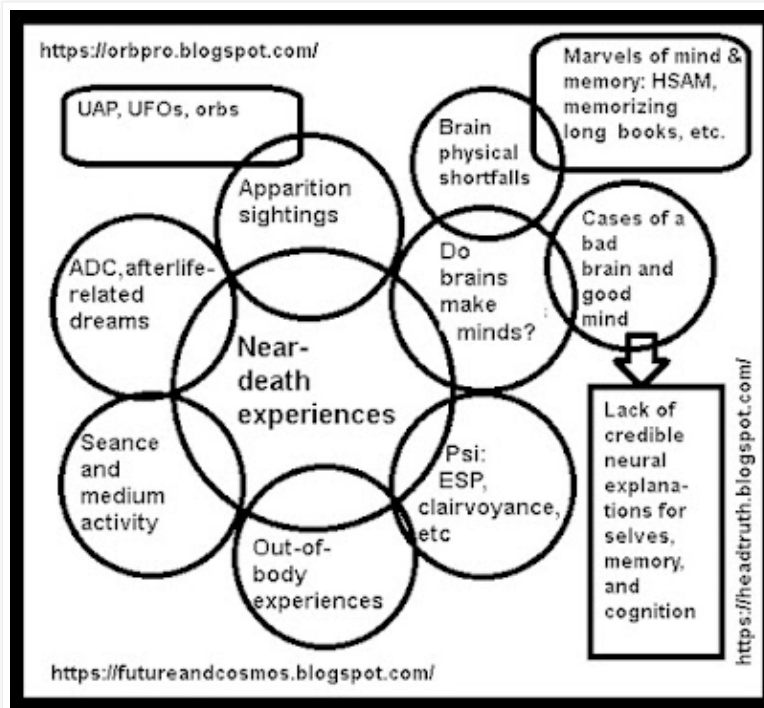 https://orbpro.blogspot.com/
UAP, UFOs, orbs
Marvels of mind &
memory: HSAM,
memorizing
long books, etc.
Brain
physical
shortfalls
Apparition
sightings
Cases of a
bad
brain and
good
mind
ADC,afterlife-
related
dreams
Do
brains
make
minds?
Near-
death
experiences
Lack of
credible
neural
explana-
tions for
selves,
memory,
and
cognition
Seance
and
medium
activity
Psi:
ESP,
clairvoyance,
etc
Out-of-
body
experiences
https://headtruth.blogspot.com/
https://futureandcosmos.blogspot.com/